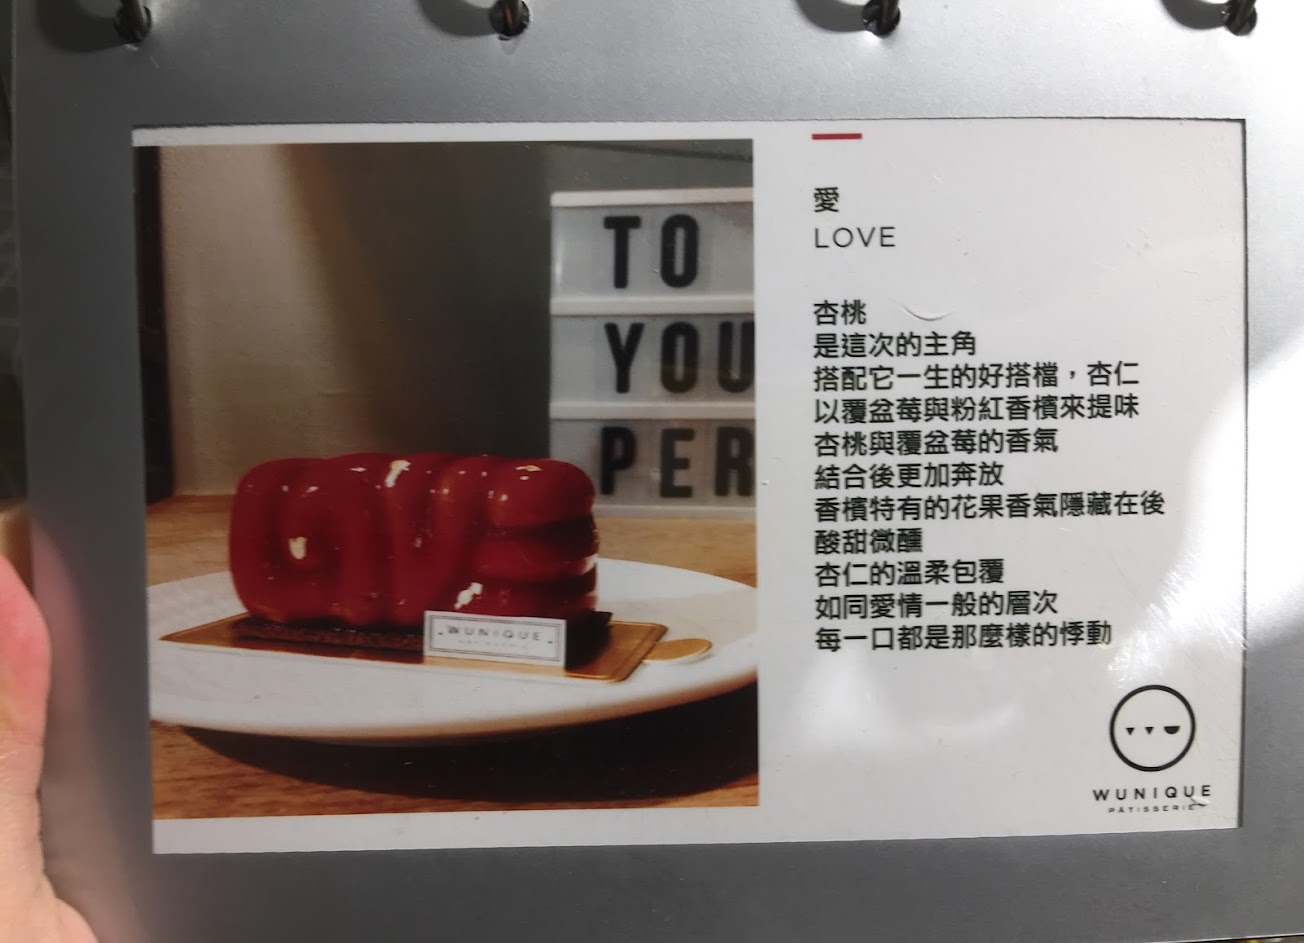 TO
YOU
PER
WUNIQUE
愛
LOVE
杏桃
是這次的主角
搭配它一生的好搭檔，杏仁
以覆盆莓與粉紅香檳來提味
杏桃與覆盆莓的香氣
結合後更加奔放
香檳特有的花果香氣隱藏在後
酸甜微醺
杏仁的溫柔包覆
如同愛情一般的層次
每一口都是那麼樣的悸動
WUNIQUE
PÂTISSERIE